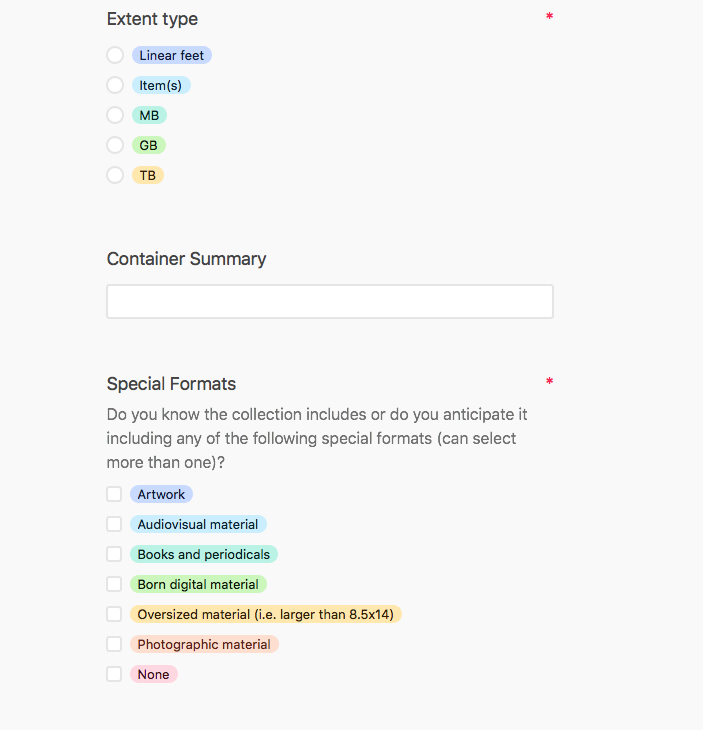 Extent type *
Linear feet
Item(s)
MB
GB
TB
Container Summary
Special Formats *
Do you know the collection includes or do you anticipate it
including any of the following special formats (can select
more than one)?
Artwork
Audiovisual material
Books and periodicals
Born digital material
Oversized material (i.e. larger than 8.5x14)
Photographic material
None